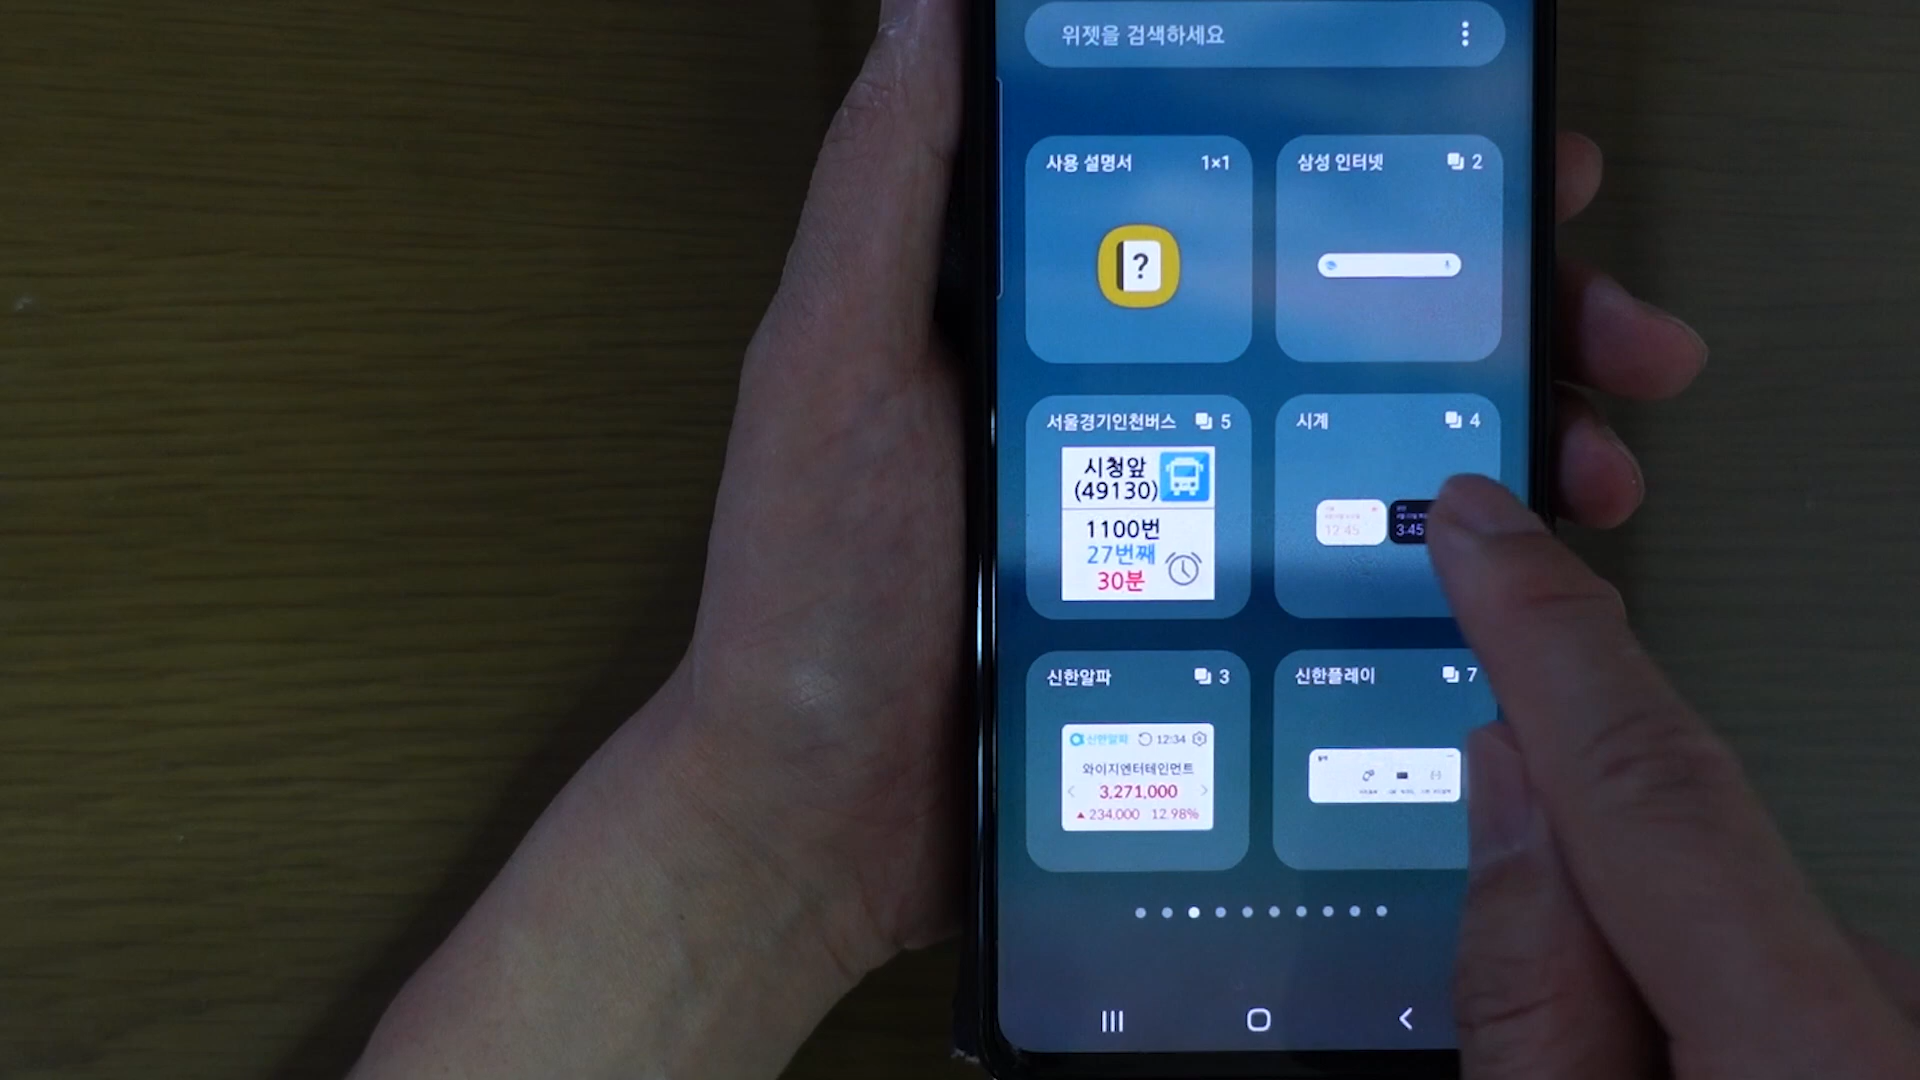 위젯을 검색하세요
사용 설명서 1×1
삼성 인터넷 2
?
서울경기인천버스 5
시청앞
(49130)
1100번
27번째
30분
시계 4
12:45
3:45
신한알파 3
신한알파 12:34
와이지엔터테인먼트
3,271,000
▲ 234,000 12.98%
신한플레이 7